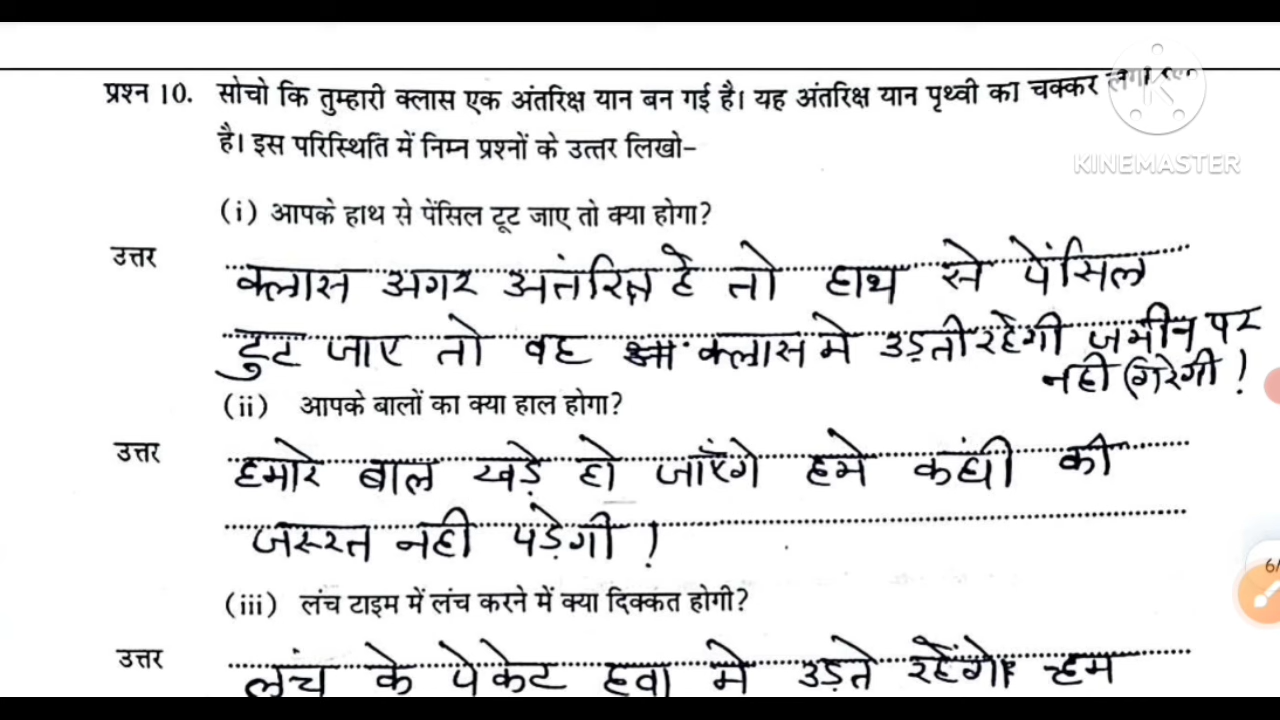 प्रश्न 10. सोचो कि तुम्हारी क्लास एक अंतरिक्ष यान बन गई है। यह अंतरिक्ष यान पृथ्वी का चक्कर
KINEMASTER
है। इस परिस्थिति में निम्न प्रश्नों के उत्तर लिखो-
(i) आपके हाथ से पेंसिल टूट जाए तो क्या होगा?
उत्तर
क्लास अगर अंतरिक्ष है तो हाथ से पेंसिल
टुट जाए तो वह क्लास मे उड़ती रहेगी जमीन पर
नही गिरेगी !
(ii) आपके बालों का क्या हाल होगा?
उत्तर
हमारे बाल खड़े हो जाएँगे हमे कंघी की
जरूरत नही पड़ेगी !
6/
(iii) लंच टाइम में लंच करने में क्या दिक्कत होगी?
उत्तर
लंच के पेकेट हवा मे उड़ते रहेंगे हम